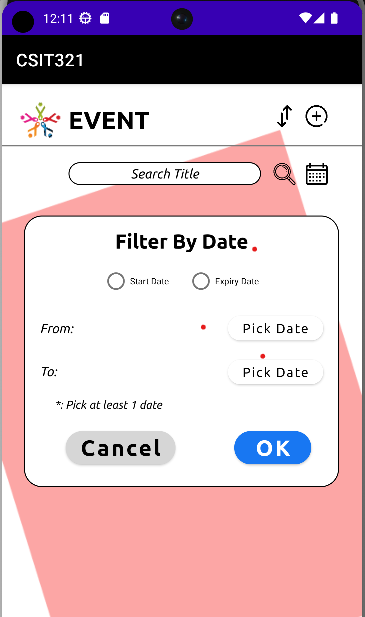 12:11
CSIT321
EVENT
Search Title
Filter By Date
Start Date
Expiry Date
From:
Pick Date
To:
Pick Date
*: Pick at least 1 date
Cancel
OK